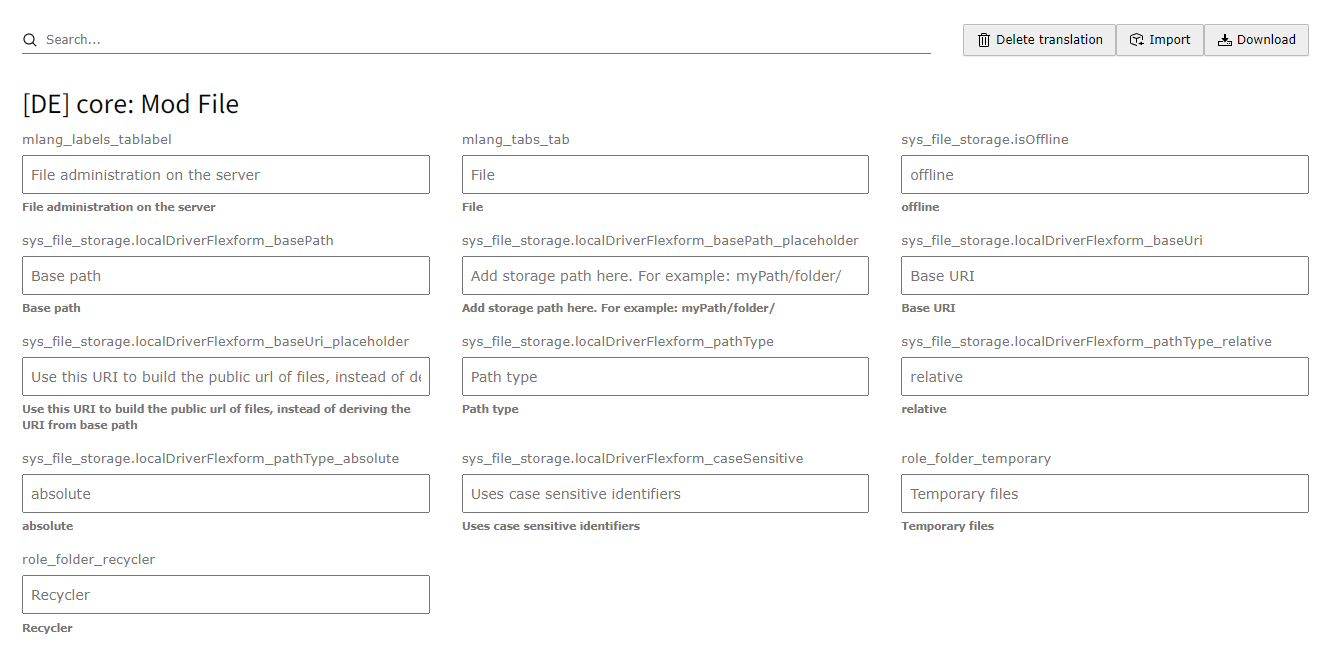 Search...
Delete translation
Import
Download
[DE] core: Mod File
mlang_labels_tablabel
mlang_tabs_tab
sys_file_storage.isOffline
File administration on the server
File
offline
File administration on the server
File
offline
sys_file_storage.localDriverFlexform_basePath
sys_file_storage.localDriverFlexform_basePath_placeholder
sys_file_storage.localDriverFlexform_baseUri
Base path
Add storage path here. For example: myPath/folder/
Base URI
Base path
Add storage path here. For example: myPath/folder/
Base URI
sys_file_storage.localDriverFlexform_baseUri_placeholder
sys_file_storage.localDriverFlexform_pathType
sys_file_storage.localDriverFlexform_pathType_relative
Use this URI to build the public url of files, instead of de
Path type
relative
Use this URI to build the public url of files, instead of deriving the
URI from base path
Path type
relative
sys_file_storage.localDriverFlexform_pathType_absolute
sys_file_storage.localDriverFlexform_caseSensitive
role_folder_temporary
absolute
Uses case sensitive identifiers
Temporary files
absolute
Uses case sensitive identifiers
Temporary files
role_folder_recycler
Recycler
Recycler